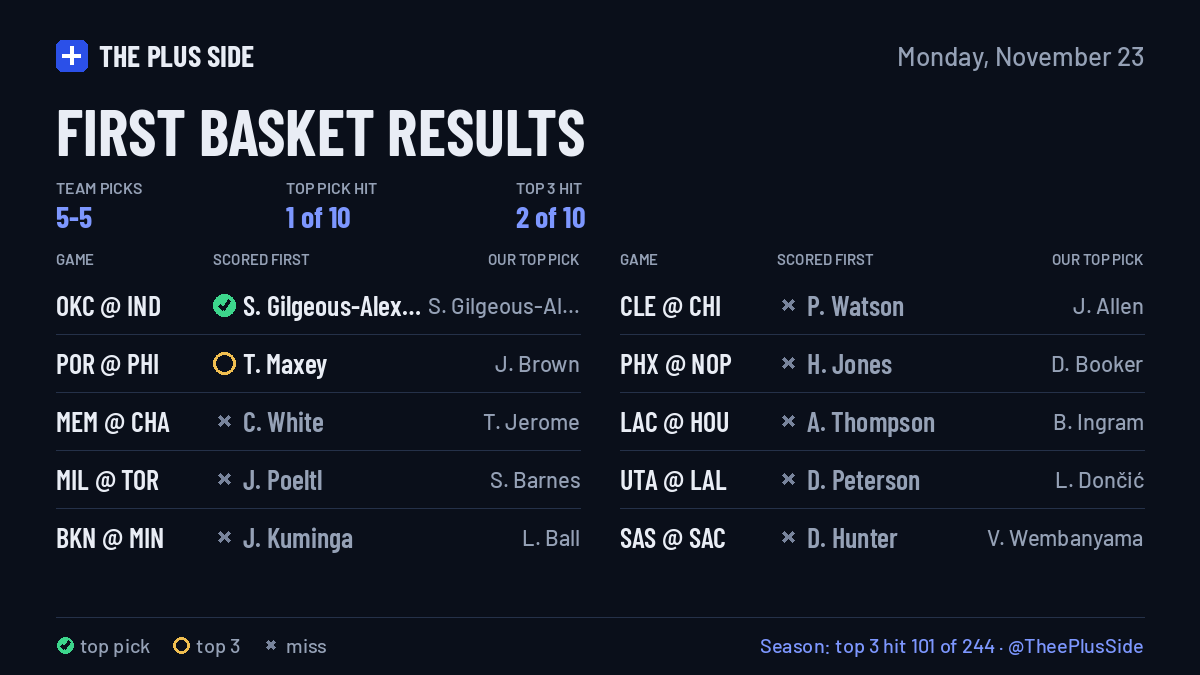 THE PLUS SIDE
Monday, November 23
FIRST BASKET RESULTS
TEAM PICKS TOP PICK HIT TOP 3 HIT
5-5 1 of 10 2 of 10
GAME SCORED FIRST OUR TOP PICK GAME SCORED FIRST OUR TOP PICK
OKC @ IND S. Gilgeous-Alex... S. Gilgeous-Al... CLE @ CHI P. Watson J. Allen
POR @ PHI T. Maxey J. Brown PHX @ NOP H. Jones D. Booker
MEM @ CHA C. White T. Jerome LAC @ HOU A. Thompson B. Ingram
MIL @ TOR J. Poeltl S. Barnes UTA @ LAL D. Peterson L. Dončić
BKN @ MIN J. Kuminga L. Ball SAS @ SAC D. Hunter V. Wembanyama
top pick top 3 miss Season: top 3 hit 101 of 244 · @TheePlusSide